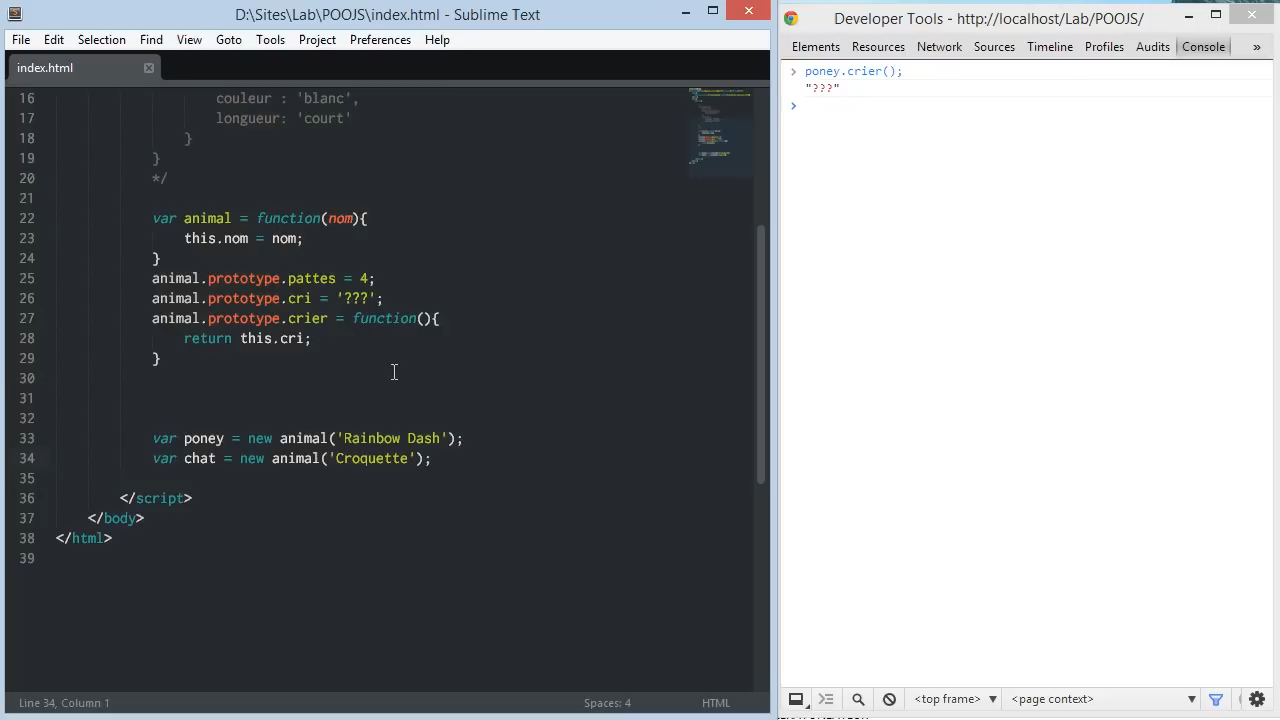 D:\Sites\Lab\POOJS\index.html - Sublime Text
File Edit Selection Find View Goto Tools Project Preferences Help
index.html
16 couleur : 'blanc',
17 longueur: 'court'
18 }
19 }
20 */
21
22 var animal = function(nom){
23 this.nom = nom;
24 }
25 animal.prototype.pattes = 4;
26 animal.prototype.cri = '???';
27 animal.prototype.crier = function(){
28 return this.cri;
29 }
30
31
32
33 var poney = new animal('Rainbow Dash');
34 var chat = new animal('Croquette');
35
36 </script>
37 </body>
38 </html>
39
Line 34, Column 1 Spaces: 4 HTML
Developer Tools - http://localhost/Lab/POOJS/
Elements Resources Network Sources Timeline Profiles Audits Console »
> poney.crier();
"???"
>
<top frame> ▼ <page context> ▼